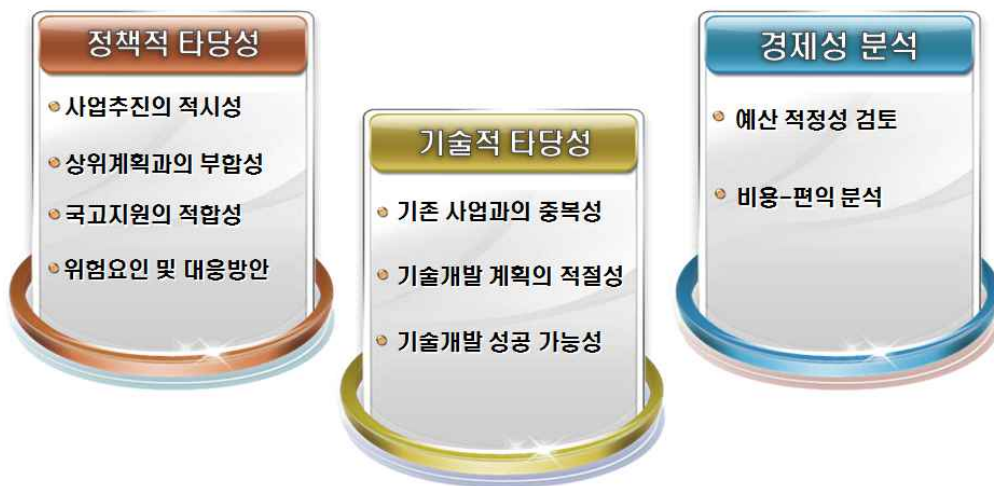 정책적 타당성
사업추진의 적시성
상위계획과의 부합성
국고지원의 적합성
위험요인 및 대응방안
기술적 타당성
기존 사업과의 중복성
기술개발 계획의 적절성
기술개발 성공 가능성
경제성 분석
예산 적정성 검토
비용-편익 분석